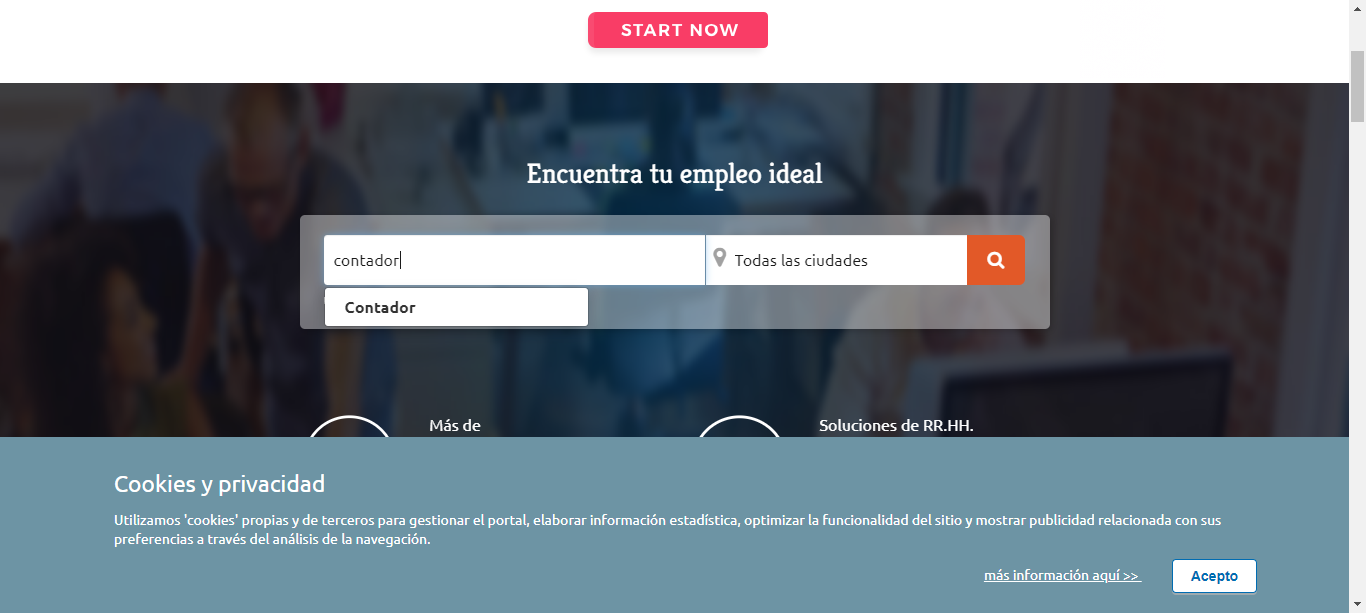 START NOW
Encuentra tu empleo ideal
contador
Todas las ciudades
Contador
Más de
Soluciones de RR.HH.
Cookies y privacidad
Utilizamos 'cookies' propias y de terceros para gestionar el portal, elaborar información estadística, optimizar la funcionalidad del sitio y mostrar publicidad relacionada con sus
preferencias a través del análisis de la navegación.
más información aquí >>
Acepto